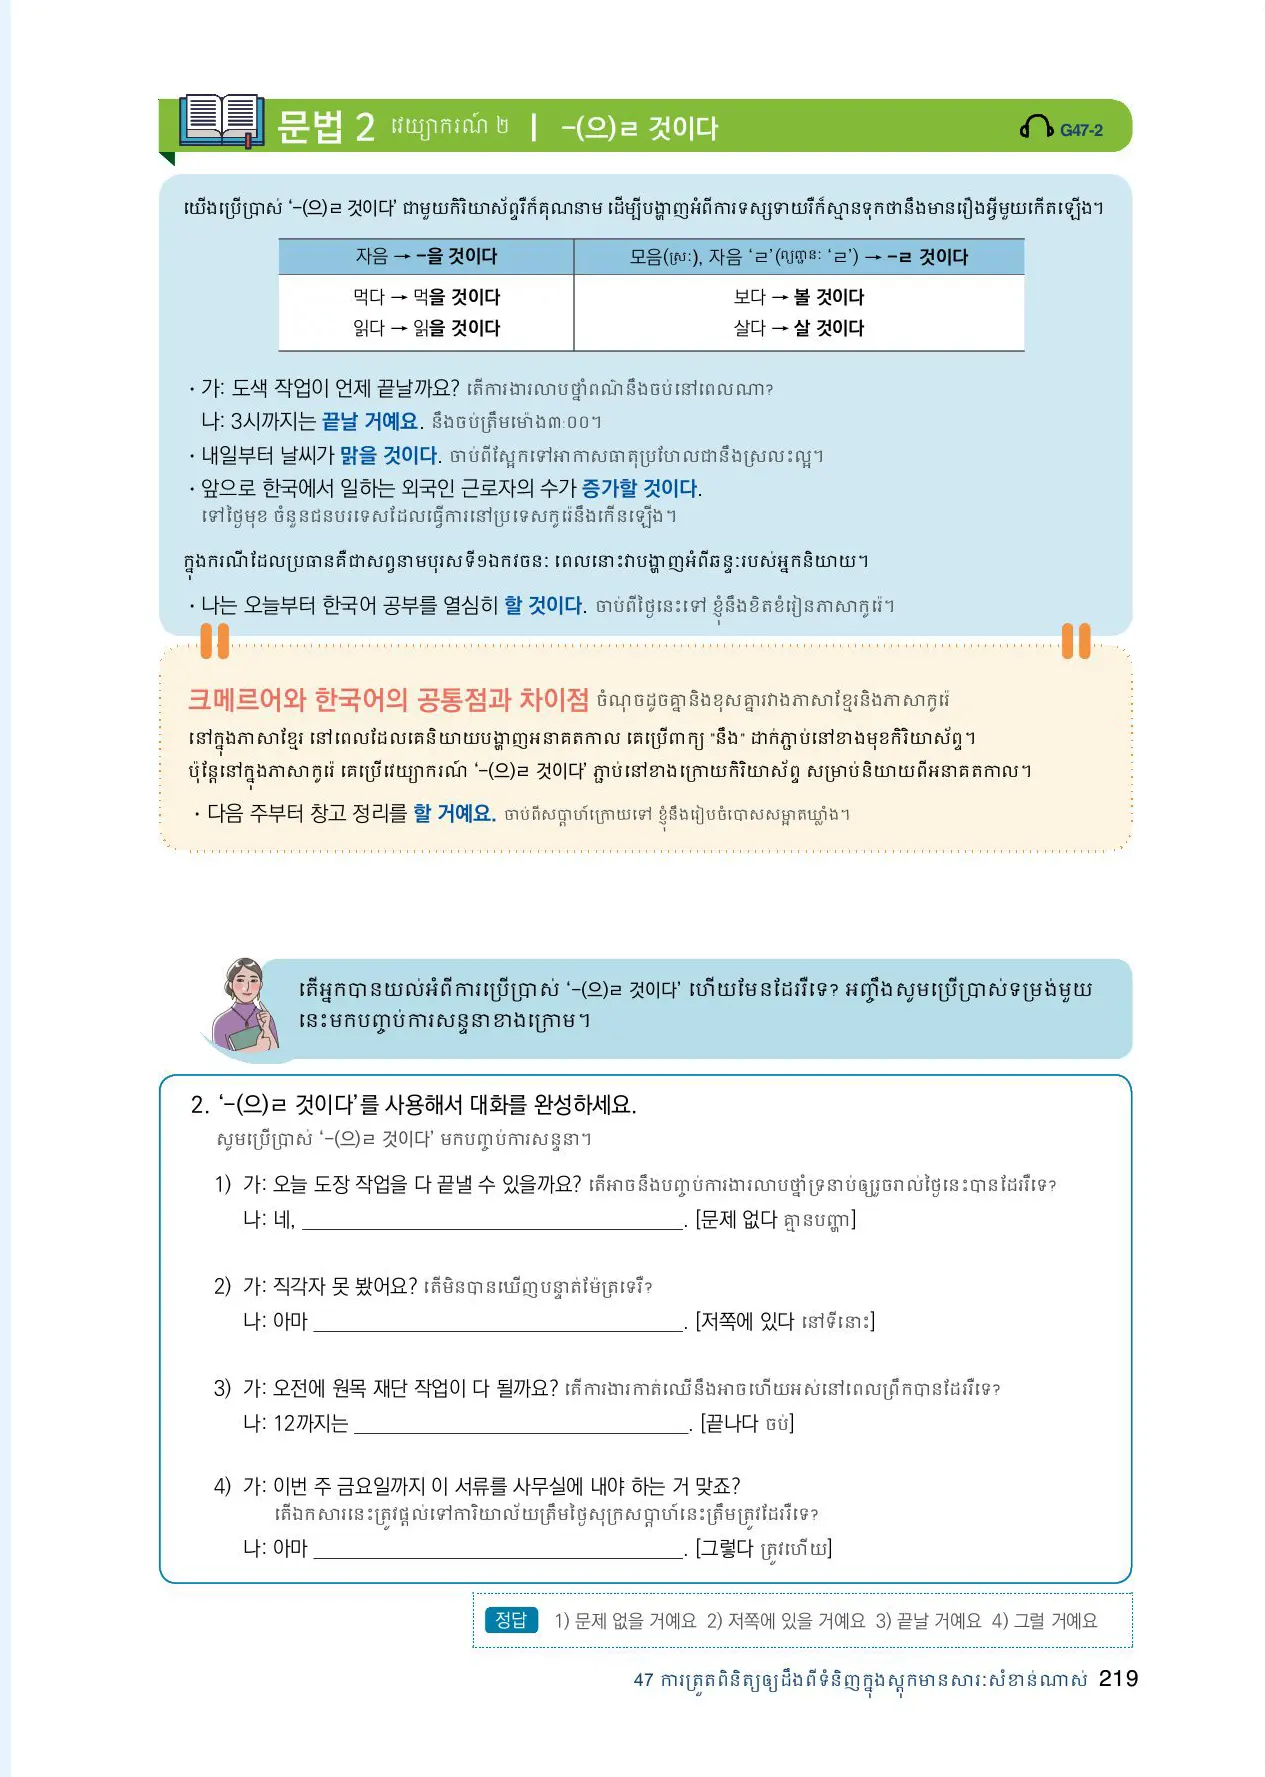 문법 2 វេយ្យាករណ៍ ២ | -(으)ㄹ 것이다 G47-2
យើងប្រើប្រាស់ ‘-(으)ㄹ 것이다’ ជាមួយកិរិយាស័ព្ទរឺក៏គុណនាម ដើម្បីបង្ហាញអំពីការទស្សទាយរឺក៏ស្មានទុកថានឹងមានរឿងអ្វីមួយកើតឡើង។
자음 → -을 것이다 모음(ស្រៈ), 자음 ‘ㄹ’(ព្យញ្ជនៈ ‘ㄹ’) → -ㄹ 것이다
먹다 → 먹을 것이다 보다 → 볼 것이다
읽다 → 읽을 것이다 살다 → 살 것이다
· 가: 도색 작업이 언제 끝날까요? តើការងារលាបថ្នាំពណ៌នឹងចប់នៅពេលណា?
나: 3시까지는 끝날 거예요. នឹងចប់ត្រឹមម៉ោង៣:០០។
· 내일부터 날씨가 맑을 것이다. ចាប់ពីស្អែកទៅអាកាសធាតុប្រហែលជានឹងស្រលះល្អ។
· 앞으로 한국에서 일하는 외국인 근로자의 수가 증가할 것이다.
ទៅថ្ងៃមុខ ចំនួនជនបរទេសដែលធ្វើការនៅប្រទេសកូរ៉េនឹងកើនឡើង។
ក្នុងករណីដែលប្រធានគឺជាសព្វនាមបុរសទី១ឯកវចនៈ ពេលនោះវាបង្ហាញអំពីឆន្ទៈរបស់អ្នកនិយាយ។
· 나는 오늘부터 한국어 공부를 열심히 할 것이다. ចាប់ពីថ្ងៃនេះទៅ ខ្ញុំនឹងខិតខំរៀនភាសាកូរ៉េ។
크메르어와 한국어의 공통점과 차이점 ចំណុចដូចគ្នានិងខុសគ្នារវាងភាសាខ្មែរនិងភាសាកូរ៉េ
នៅក្នុងភាសាខ្មែរ នៅពេលដែលគេនិយាយបង្ហាញអនាគតកាល គេប្រើពាក្យ "នឹង" ដាក់ភ្ជាប់នៅខាងមុខកិរិយាស័ព្ទ។
ប៉ុន្តែនៅក្នុងភាសាកូរ៉េ គេប្រើវេយ្យាករណ៍ ‘-(으)ㄹ 것이다’ ភ្ជាប់នៅខាងក្រោយកិរិយាស័ព្ទ សម្រាប់និយាយពីអនាគតកាល។
· 다음 주부터 창고 정리를 할 거예요. ចាប់ពីសប្តាហ៍ក្រោយទៅ ខ្ញុំនឹងរៀបចំបោសសម្អាតឃ្លាំង។
តើអ្នកបានយល់អំពីការប្រើប្រាស់ ‘-(으)ㄹ 것이다’ ហើយមែនដែររឺទេ? អញ្ចឹងសូមប្រើប្រាស់ទម្រង់មួយ
នេះមកបញ្ចប់ការសន្ទនាខាងក្រោម។
2. ‘-(으)ㄹ 것이다’를 사용해서 대화를 완성하세요.
សូមប្រើប្រាស់ ‘-(으)ㄹ 것이다’ មកបញ្ចប់ការសន្ទនា។
1) 가: 오늘 도장 작업을 다 끝낼 수 있을까요? តើអាចនឹងបញ្ចប់ការងារលាបថ្នាំទ្រនាប់ឲ្យរួចរាល់ថ្ងៃនេះបានដែររឺទេ?
나: 네, ____________. [문제 없다 គ្មានបញ្ហា]
2) 가: 직각자 못 봤어요? តើមិនបានឃើញបន្ទាត់ម៉ែត្រទេរឺ?
나: 아마 ____________. [저쪽에 있다 នៅទីនោះ]
3) 가: 오전에 원목 재단 작업이 다 될까요? តើការងារកាត់ឈើនឹងអាចហើយអស់នៅពេលព្រឹកបានដែររឺទេ?
나: 12까지는 ____________. [끝나다 ចប់]
4) 가: 이번 주 금요일까지 이 서류를 사무실에 내야 하는 거 맞죠?
តើឯកសារនេះត្រូវផ្តល់ទៅការិយាល័យត្រឹមថ្ងៃសុក្រសប្តាហ៍នេះត្រឹមត្រូវដែររឺទេ?
나: 아마 ____________. [그렇다 ត្រូវហើយ]
정답 1) 문제 없을 거예요 2) 저쪽에 있을 거예요 3) 끝날 거예요 4) 그럴 거예요
47 ការត្រួតពិនិត្យឲ្យដឹងពីទំនិញក្នុងស្តុកមានសារៈសំខាន់ណាស់ 219